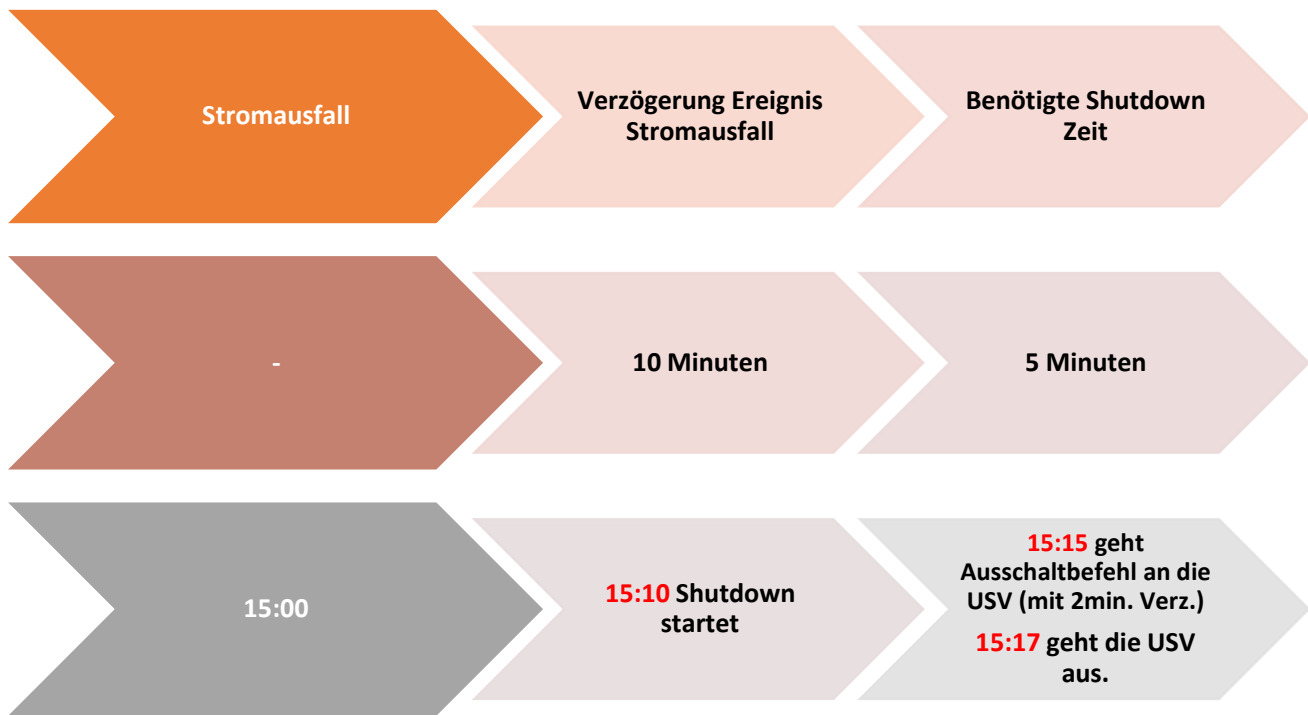 Stromausfall
Verzögerung Ereignis
Stromausfall
Benötigte Shutdown
Zeit
-
10 Minuten
5 Minuten
15:00
15:10 Shutdown
startet
15:15 geht
Ausschaltbefehl an die
USV (mit 2min. Verz.)
15:17 geht die USV
aus.